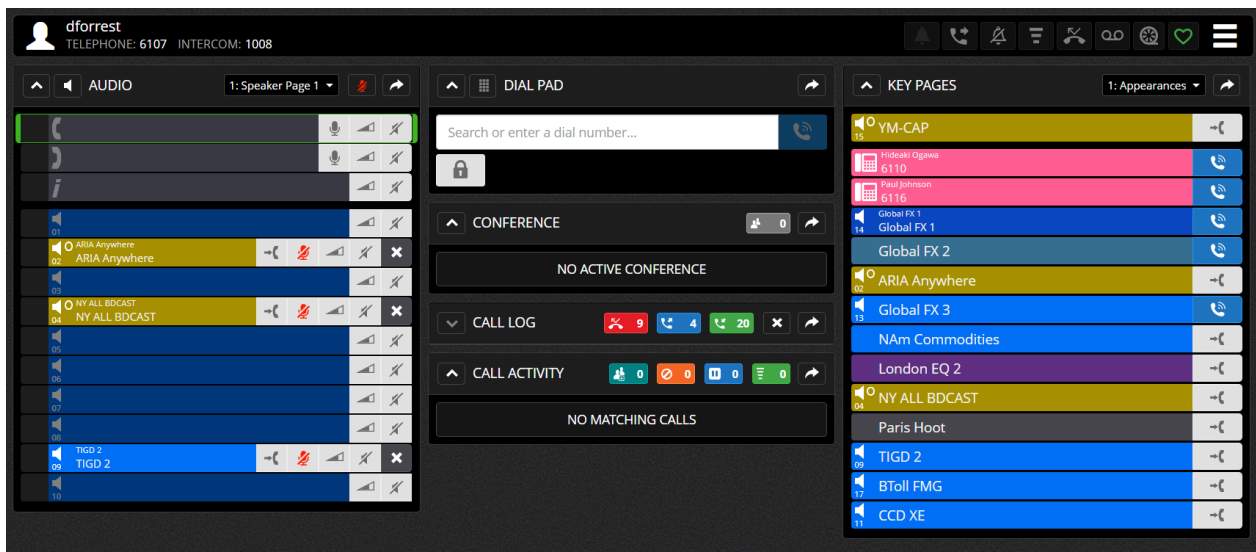 dforrest
TELEPHONE: 6107 INTERCOM: 1008
AUDIO
1: Speaker Page 1
01
02
ARIA Anywhere
ARIA Anywhere
03
04
NY ALL BDCAST
NY ALL BDCAST
05
06
07
08
09
TIGD 2
TIGD 2
10
DIAL PAD
Search or enter a dial number...
CONFERENCE
0
NO ACTIVE CONFERENCE
CALL LOG
9
4
20
CALL ACTIVITY
0
0
0
0
NO MATCHING CALLS
KEY PAGES
1: Appearances
15
YM-CAP
Hideaki Ogawa
6110
Paul Johnson
6116
14
Global FX 1
Global FX 1
Global FX 2
02
ARIA Anywhere
13
Global FX 3
NAm Commodities
London EQ 2
04
NY ALL BDCAST
Paris Hoot
09
TIGD 2
17
BToll FMG
11
CCD XE